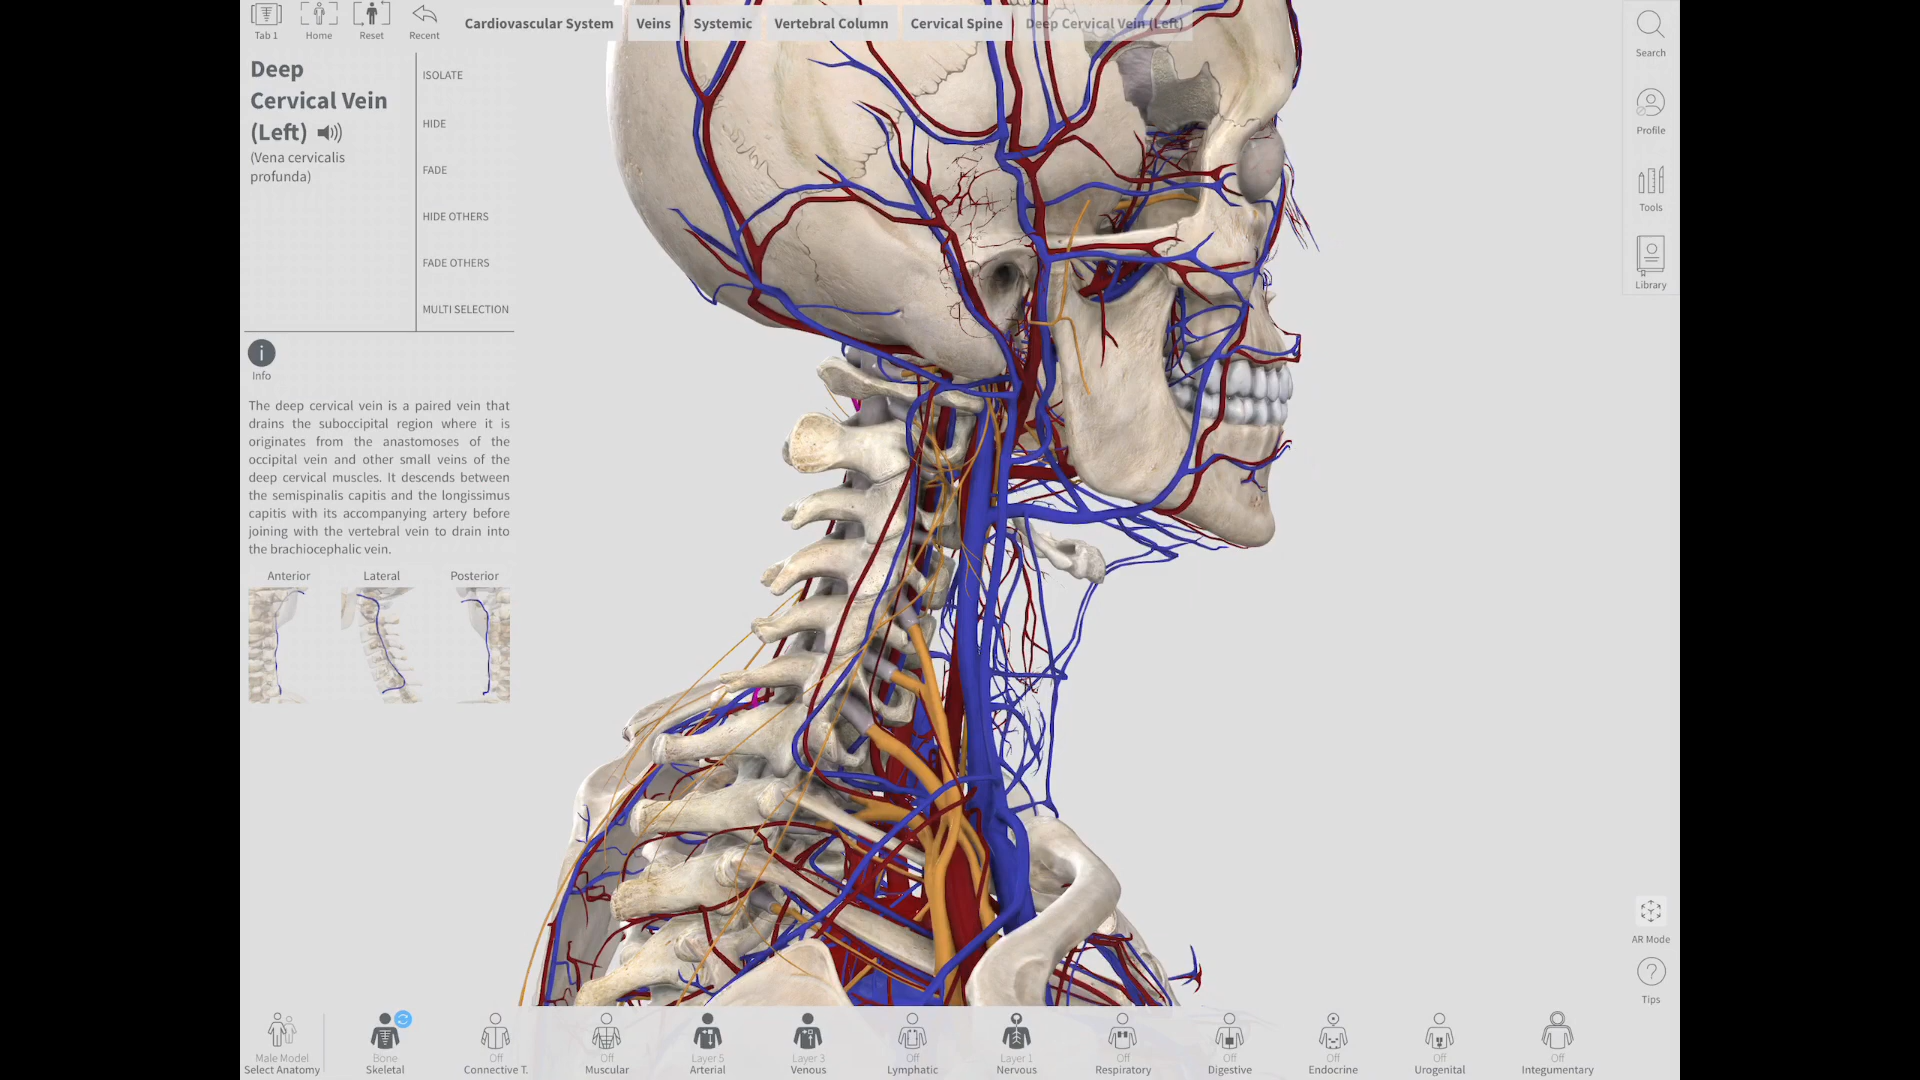 Tab 1
Home
Reset
Recent
Cardiovascular System
Veins
Systemic
Vertebral Column
Cervical Spine
Deep Cervical Vein (Left)
Search
Profile
Tools
Library
Deep
Cervical Vein
(Left)
(Vena cervicalis
profunda)
ISOLATE
HIDE
FADE
HIDE OTHERS
FADE OTHERS
MULTI SELECTION
i
Info
The deep cervical vein is a paired vein that
drains the suboccipital region where it is
originates from the anastomoses of the
occipital vein and other small veins of the
deep cervical muscles. It descends between
the semispinalis capitis and the longissimus
capitis with its accompanying artery before
joining with the vertebral vein to drain into
the brachiocephalic vein.
Anterior
Lateral
Posterior
AR Mode
?
Tips
Male Model
Select Anatomy
Bone
Skeletal
Off
Connective T.
Off
Muscular
Layer 5
Arterial
Layer 3
Venous
Off
Lymphatic
Layer 1
Nervous
Off
Respiratory
Off
Digestive
Off
Endocrine
Off
Urogenital
Off
Integumentary